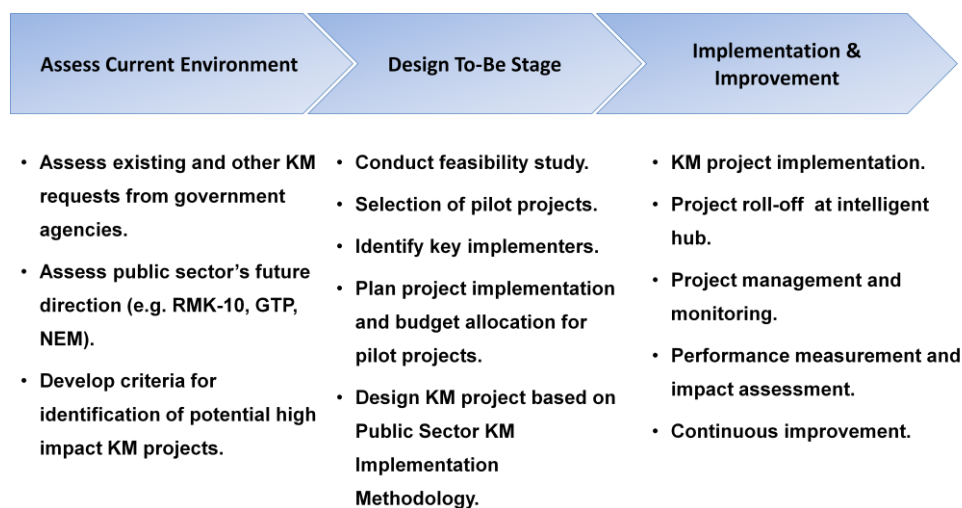 Assess Current Environment
Design To-Be Stage
Implementation &
Improvement
• Assess existing and other KM
requests from government
agencies.
• Assess public sector's future
direction (e.g. RMK-10, GTP,
NEM).
• Develop criteria for
identification of potential high
impact KM projects.
• Conduct feasibility study.
• Selection of pilot projects.
• Identify key implementers.
• Plan project implementation
and budget allocation for
pilot projects.
• Design KM project based on
Public Sector KM
Implementation
Methodology.
• KM project implementation.
• Project roll-off at intelligent
hub.
• Project management and
monitoring.
• Performance measurement and
impact assessment.
• Continuous improvement.